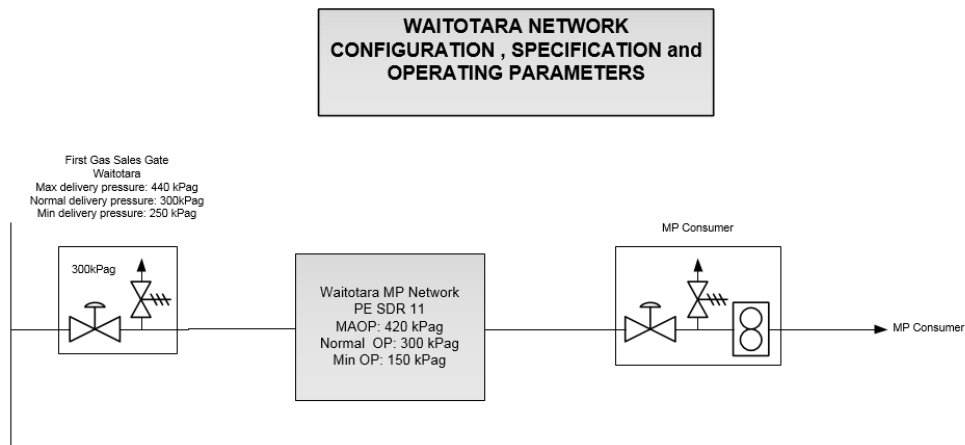 WAITOTARA NETWORK
CONFIGURATION , SPECIFICATION and
OPERATING PARAMETERS
First Gas Sales Gate
Waitotara
Max delivery pressure: 440 kPag
Normal delivery pressure: 300kPag
Min delivery pressure: 250 kPag
300kPag
Waitotara MP Network
PE SDR 11
MAOP: 420 kPag
Normal OP: 300 kPag
Min OP: 150 kPag
MP Consumer
MP Consumer